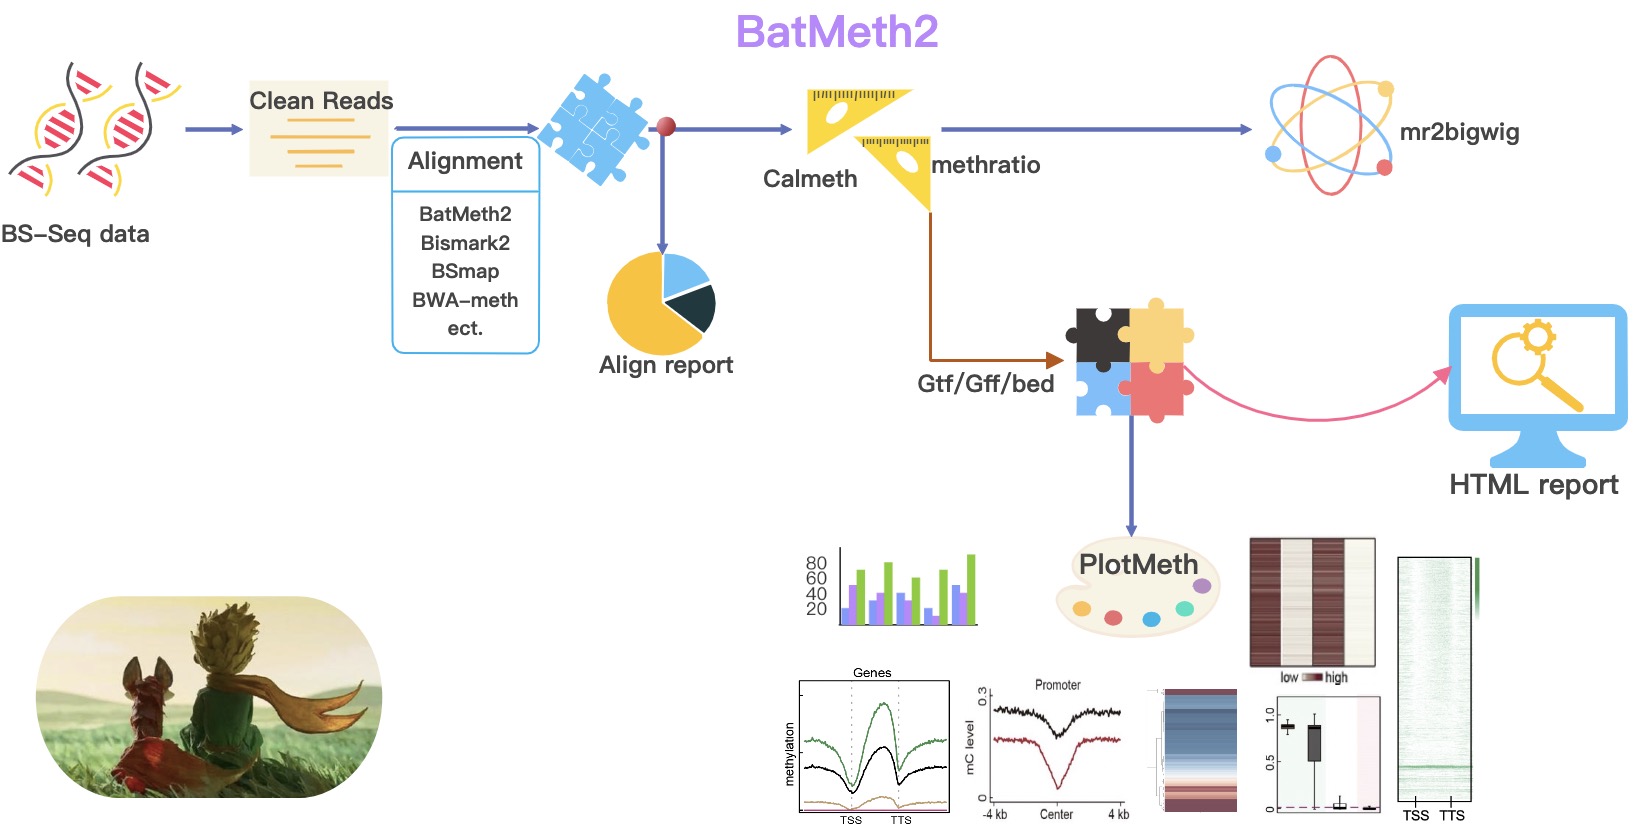 BatMeth2
BS-Seq data
Clean Reads
Alignment
BatMeth2
Bismark2
BSmap
BWA-meth
ect.
Align report
Calmeth
methratio
mr2bigwig
Gtf/Gff/bed
HTML report
PlotMeth
80
60
40
20
Genes
methylation
TSS TTS
Promoter
mC level
0.3
0
-4 kb Center 4 kb
low high
1.0
0.5
0
TSS TTS